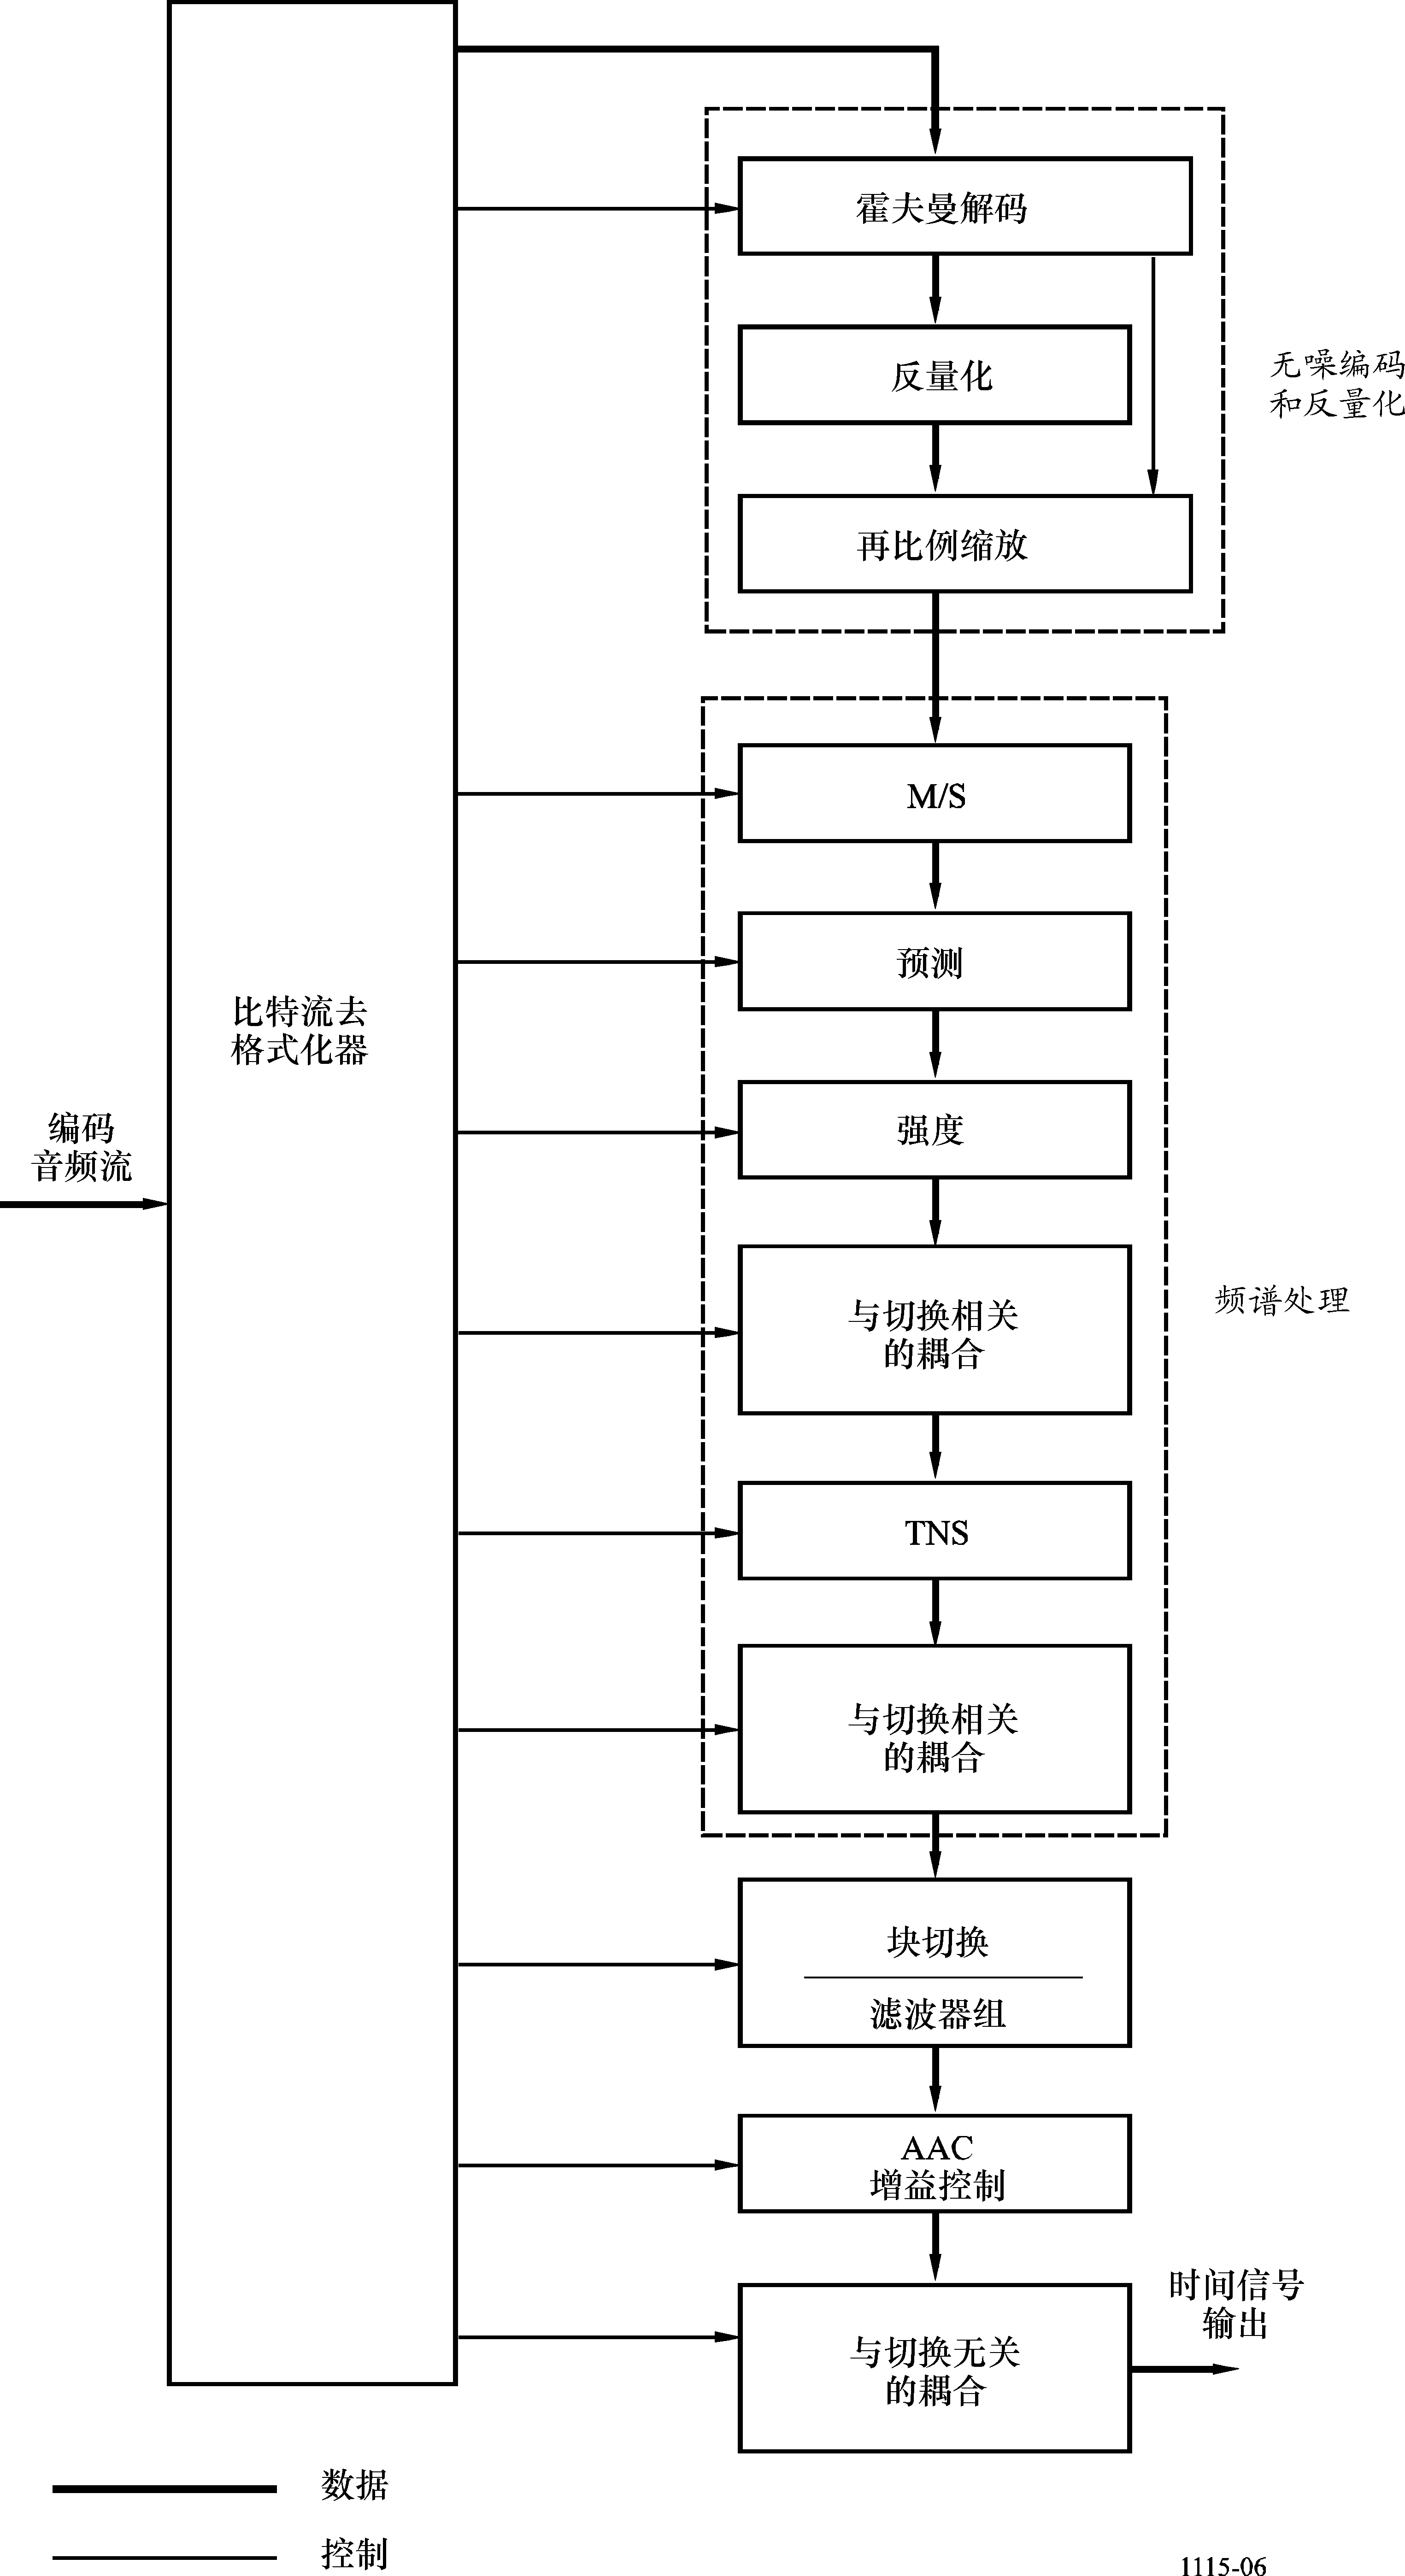 霍夫曼解码
反量化
无噪编码
和反量化
再比例缩放
M/S
预测
比特流去
格式化器
强度
编码
音频流
与切换相关
的耦合
频谱处理
TNS
与切换相关
的耦合
块切换
滤波器组
AAC
增益控制
时间信号
输出
与切换无关
的耦合
数据
控制
1115-06